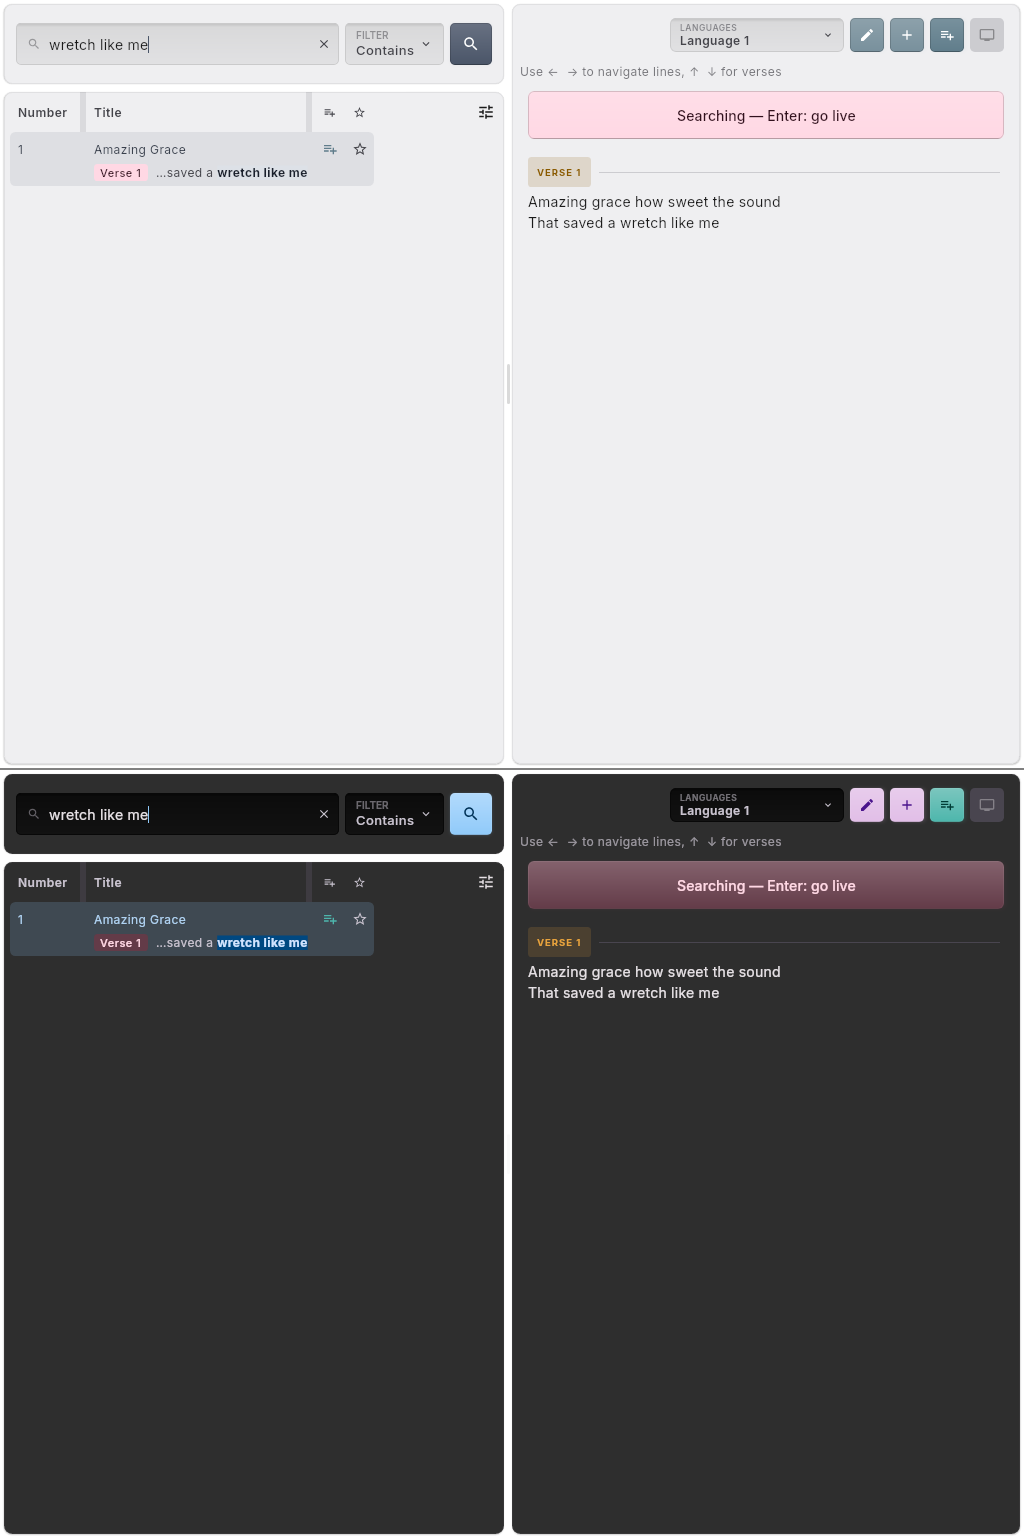 wretch like me
FILTER
Contains
Number Title
1 Amazing Grace
Verse 1 ...saved a wretch like me
LANGUAGES
Language 1
Use ← → to navigate lines, ↑ ↓ for verses
Searching — Enter: go live
VERSE 1
Amazing grace how sweet the sound
That saved a wretch like me
wretch like me
FILTER
Contains
Number Title
1 Amazing Grace
Verse 1 ...saved a wretch like me
LANGUAGES
Language 1
Use ← → to navigate lines, ↑ ↓ for verses
Searching — Enter: go live
VERSE 1
Amazing grace how sweet the sound
That saved a wretch like me